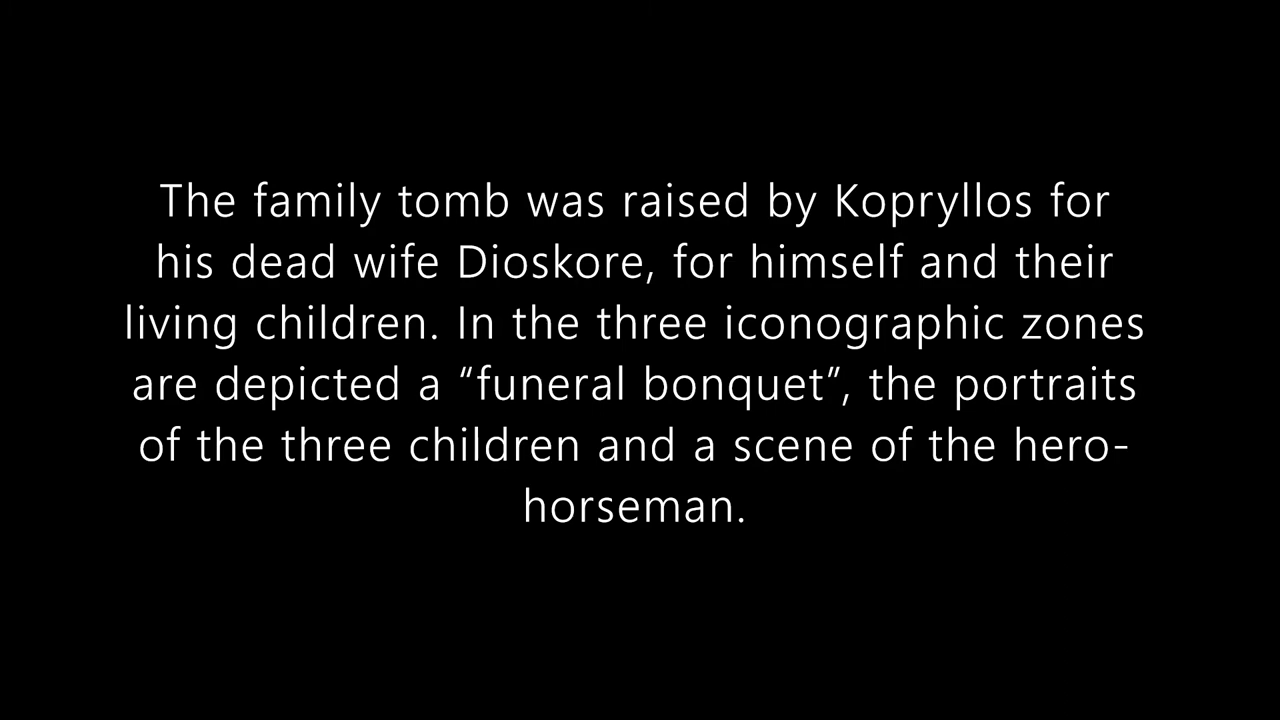 The family tomb was raised by Kopryllos for
his dead wife Dioskore, for himself and their
living children. In the three iconographic zones
are depicted a “funeral bonquet”, the portraits
of the three children and a scene of the hero-
horseman.